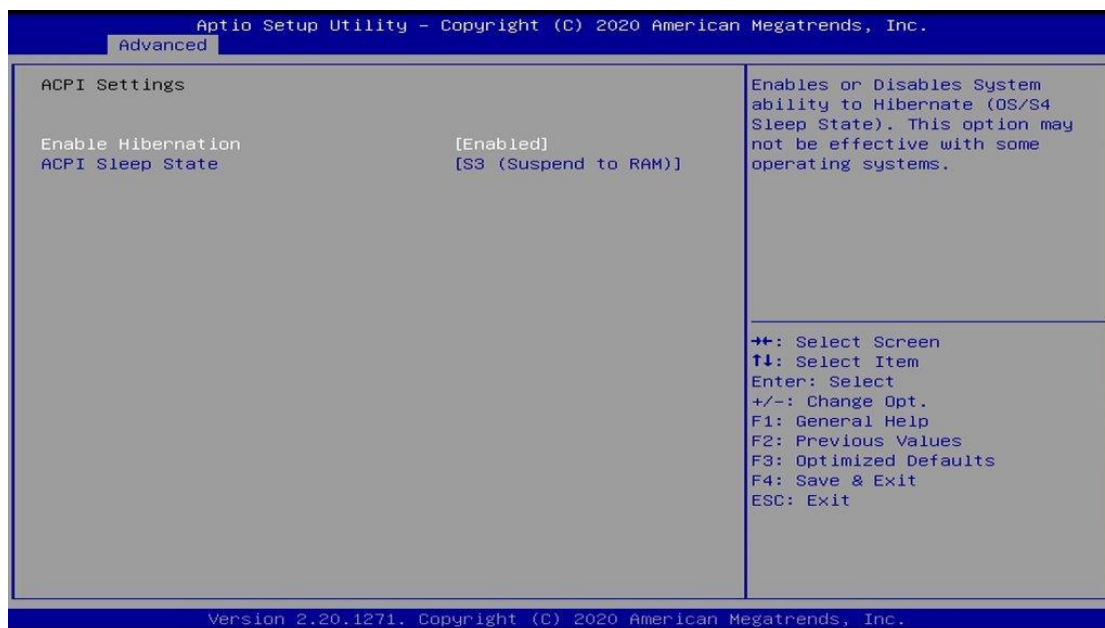 Aptio Setup Utility – Copyright (C) 2020 American Megatrends, Inc.
Advanced
ACPI Settings
Enable Hibernation [Enabled]
ACPI Sleep State [S3 (Suspend to RAM)]
Enables or Disables System
ability to Hibernate (OS/S4
Sleep State). This option may
not be effective with some
operating systems.
→←: Select Screen
↑↓: Select Item
Enter: Select
+/-: Change Opt.
F1: General Help
F2: Previous Values
F3: Optimized Defaults
F4: Save & Exit
ESC: Exit
Version 2.20.1271. Copyright (C) 2020 American Megatrends, Inc.